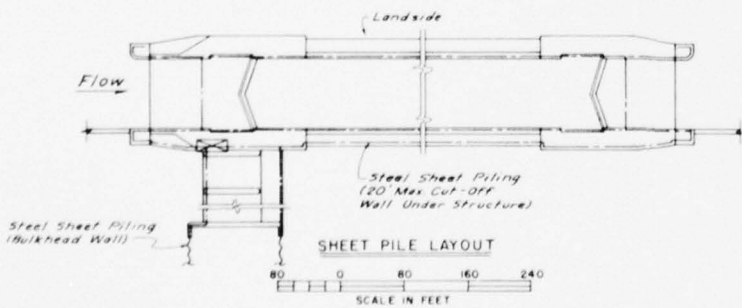 Landside
Flow
Steel Sheet Piling
(20' Max. Cut-Off
Wall Under Structure)
Steel Sheet Piling
(Bulkhead Wall)
SHEET PILE LAYOUT
80 0 80 160 240
SCALE IN FEET